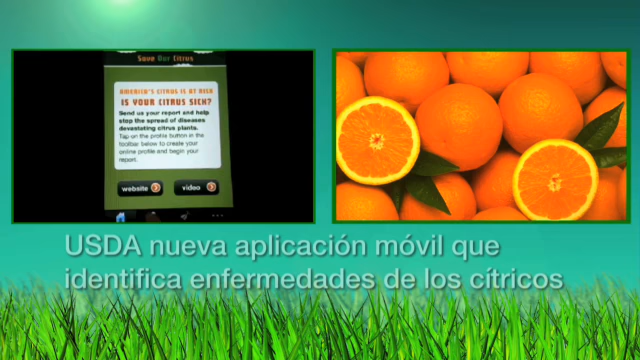 Save Our Citrus
AMERICA'S CITRUS IS AT RISK
IS YOUR CITRUS SICK?
Send us your report and help
stop the spread of diseases
devastating citrus plants.
Tap on the profile button in the
toolbar below to create your
online profile and begin your
report.
website
video
USDA nueva aplicación móvil que
identifica enfermedades de los cítricos